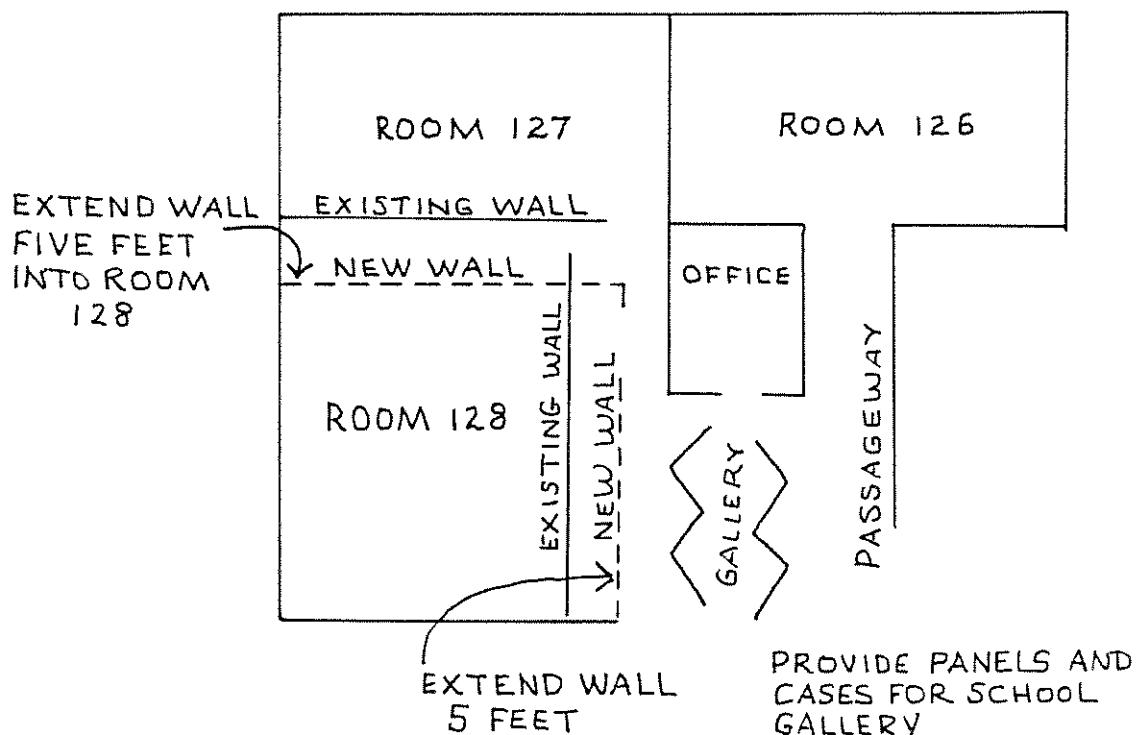 ROOM 127
ROOM 126
EXTEND WALL
FIVE FEET
INTO ROOM
128
EXISTING WALL
NEW WALL
OFFICE
ROOM 128
EXISTING WALL
NEW WALL
GALLERY
PASSAGEWAY
EXTEND WALL
5 FEET
PROVIDE PANELS AND
CASES FOR SCHOOL
GALLERY